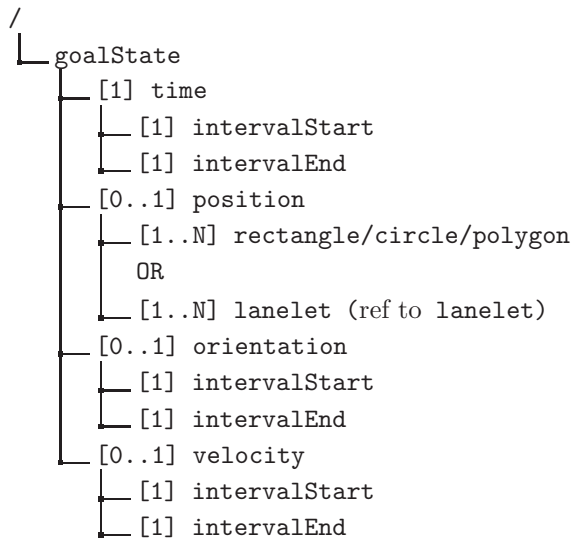 /
goalState
[1] time
[1] intervalStart
[1] intervalEnd
[0..1] position
[1..N] rectangle/circle/polygon
OR
[1..N] lanelet (ref to lanelet)
[0..1] orientation
[1] intervalStart
[1] intervalEnd
[0..1] velocity
[1] intervalStart
[1] intervalEnd